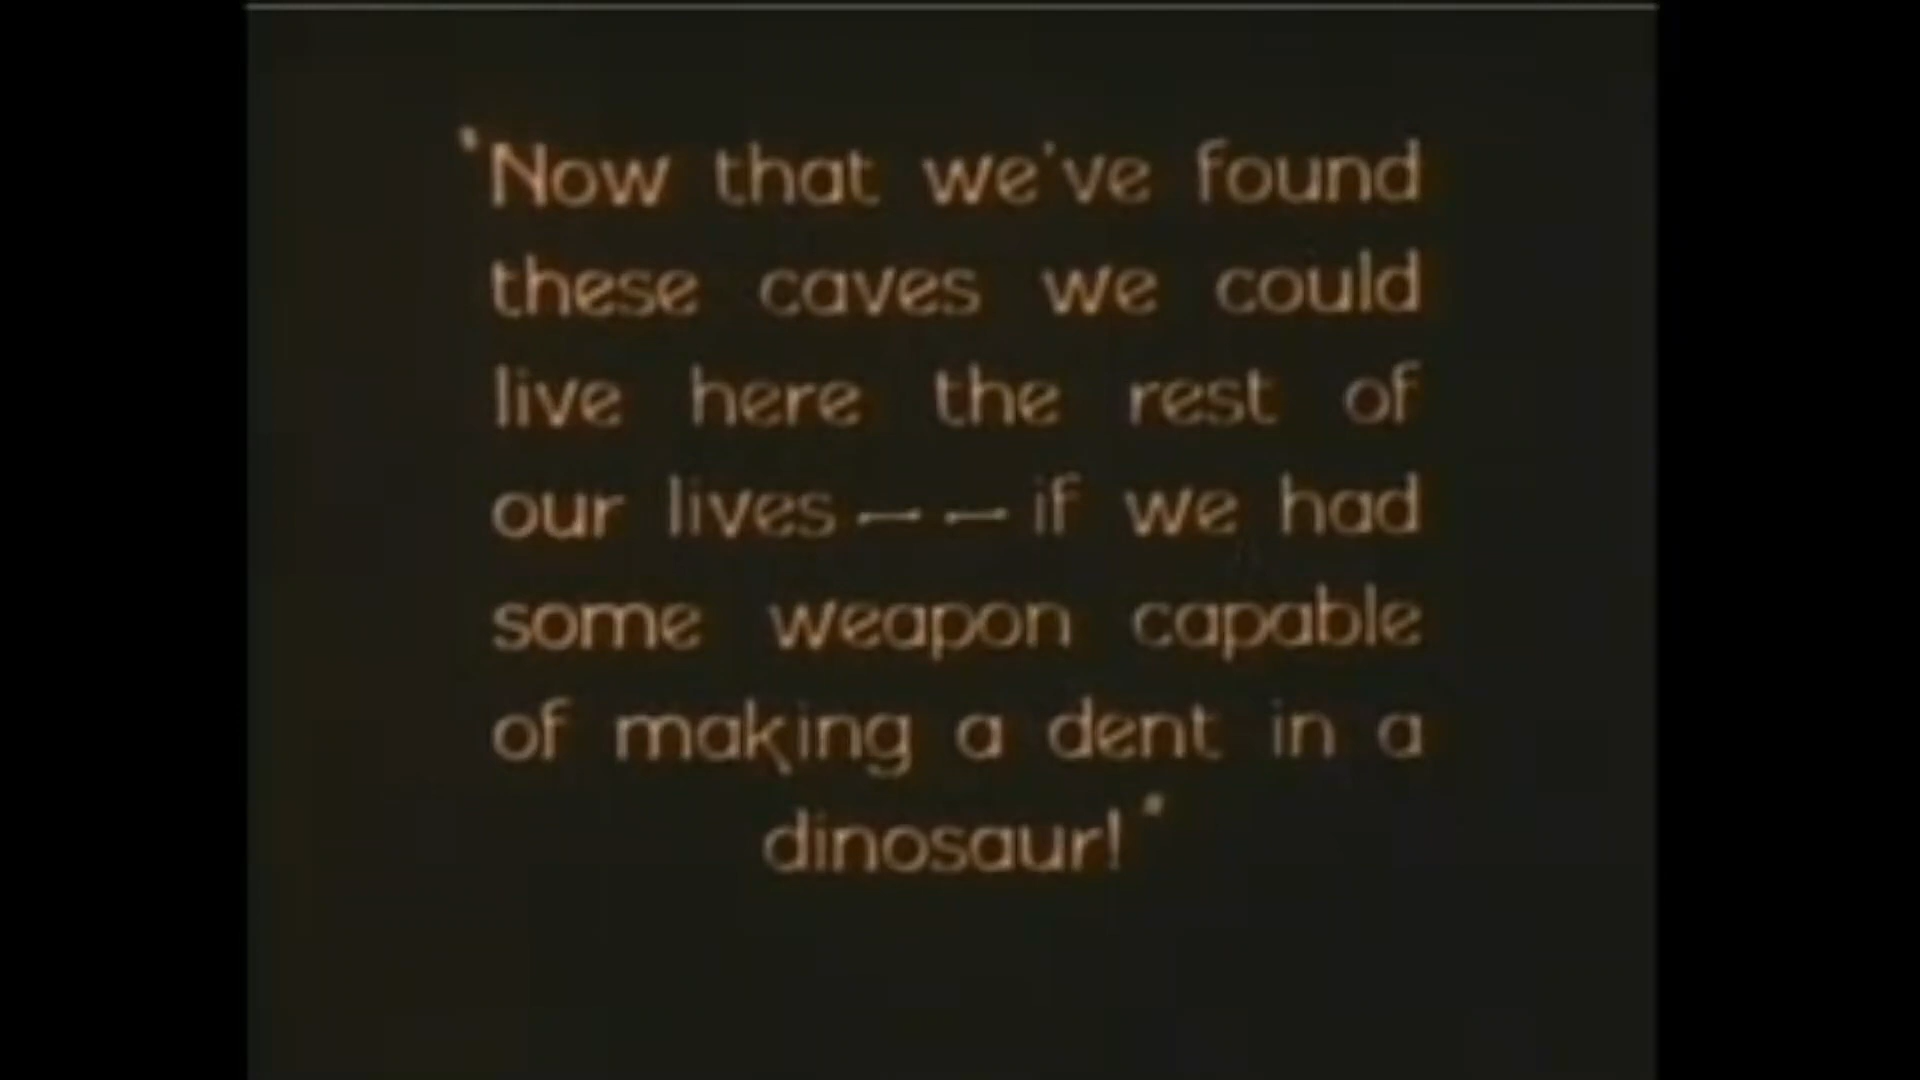 "Now that we've found
these caves we could
live here the rest of
our lives — — if we had
some weapon capable
of making a dent in a
dinosaur!"